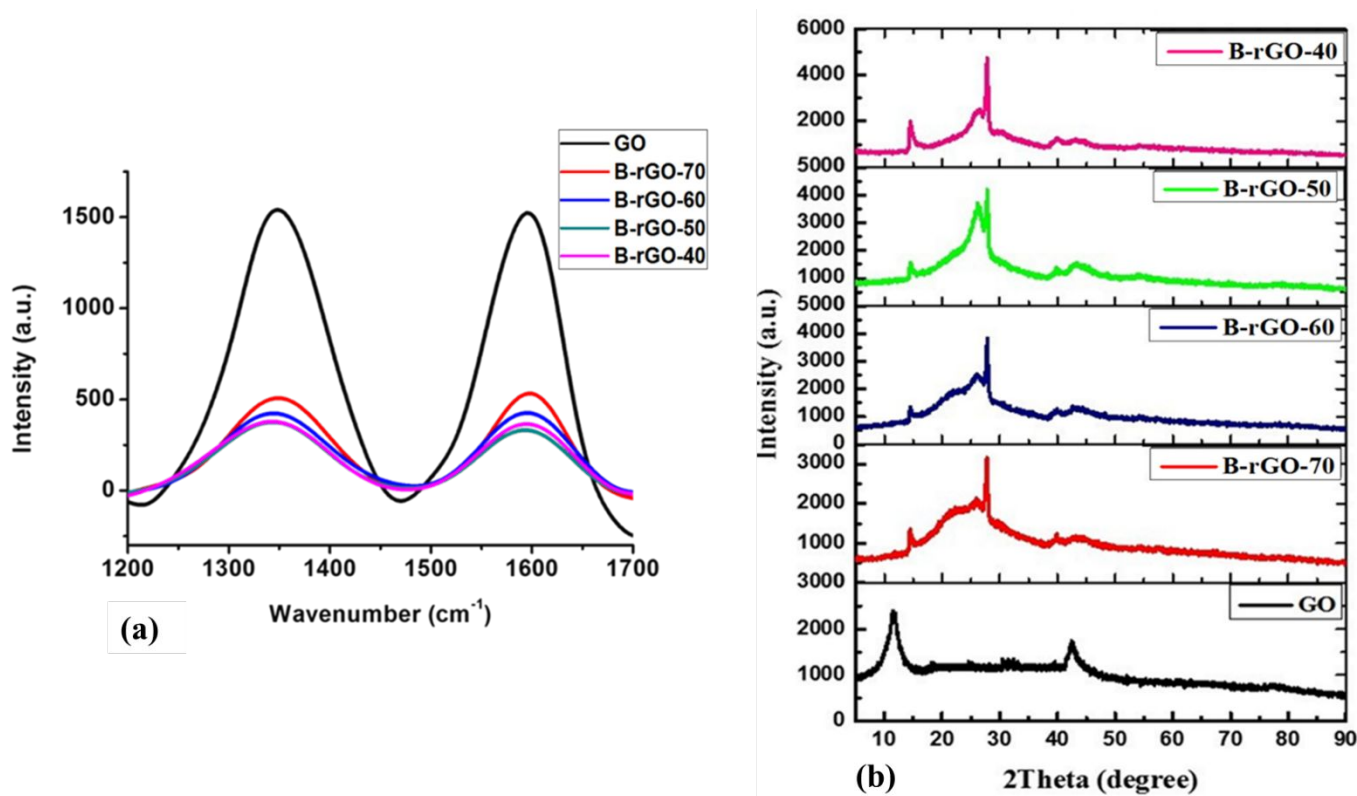 GO
B-rGO-70
B-rGO-60
B-rGO-50
B-rGO-40
1500
1000
500
0
Intensity (a.u.)
1200 1300 1400 1500 1600 1700
Wavenumber (cm⁻¹)
(a)
6000
4000
2000
B-rGO-40
5000
4000
3000
2000
1000
B-rGO-50
5000
4000
3000
2000
1000
0
B-rGO-60
3000
2000
1000
B-rGO-70
3000
2000
1000
0
GO
Intensity (a.u.)
10 20 30 40 50 60 70 80 90
2Theta (degree)
(b)